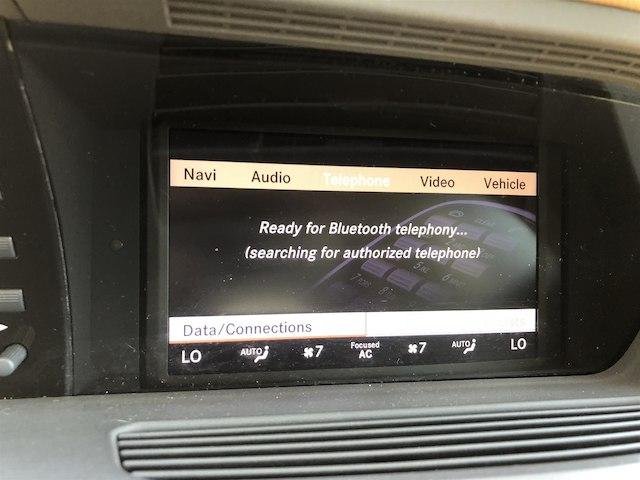 Navi Audio Telephone Video Vehicle
Ready for Bluetooth telephony...
(searching for authorized telephone)
Data/Connections
LO AUTO 7 Focused AC 7 AUTO LO